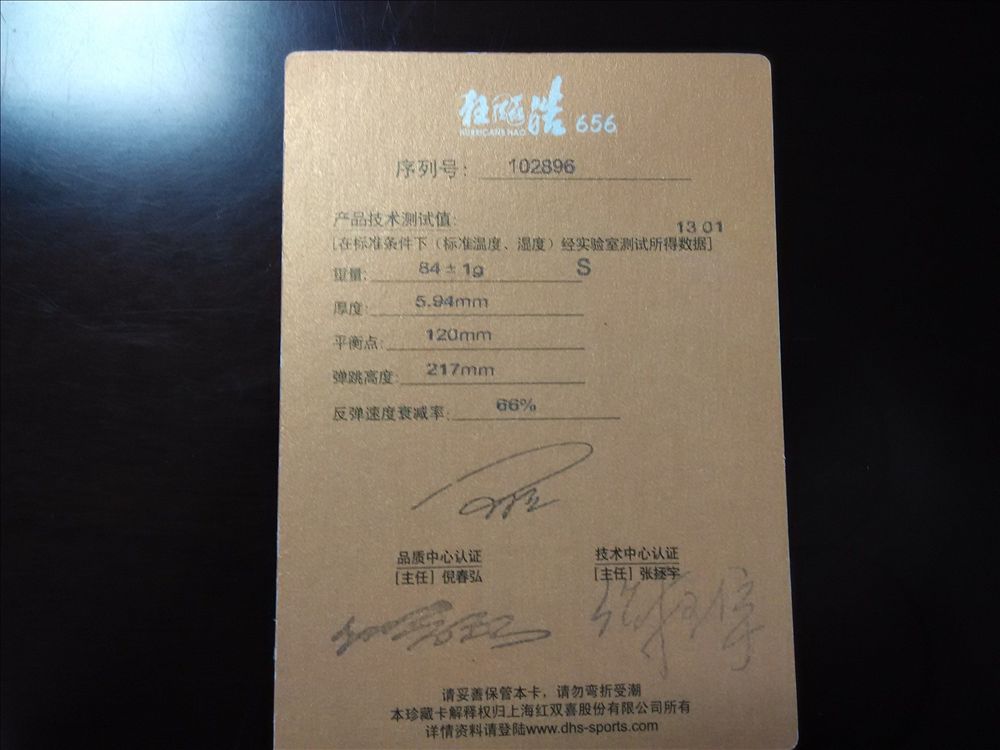 狂飚皓 656
HURRICANE HAO
序列号: 102896
产品技术测试值:
13 01
[在标准条件下（标准温度、湿度）经实验室测试所得数据]
重量: 84±1g S
厚度: 5.94mm
平衡点: 120mm
弹跳高度: 217mm
反弹速度衰减率: 66%
品质中心认证 技术中心认证
[主任] 倪春弘 [主任] 张拯宇
请妥善保管本卡，请勿弯折受潮
本珍藏卡解释权归上海红双喜股份有限公司所有
详情资料请登陆www.dhs-sports.com